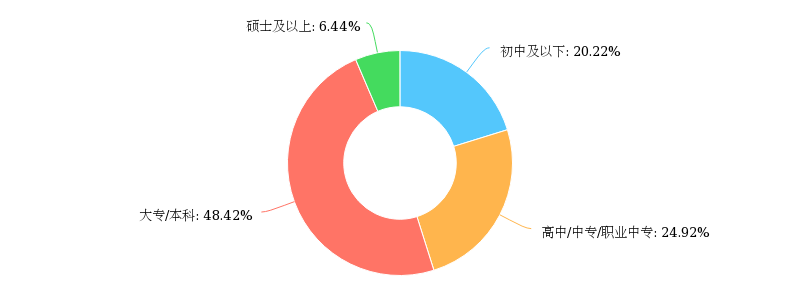 硕士及以上: 6.44%
初中及以下: 20.22%
大专/本科: 48.42%
高中/中专/职业中专: 24.92%